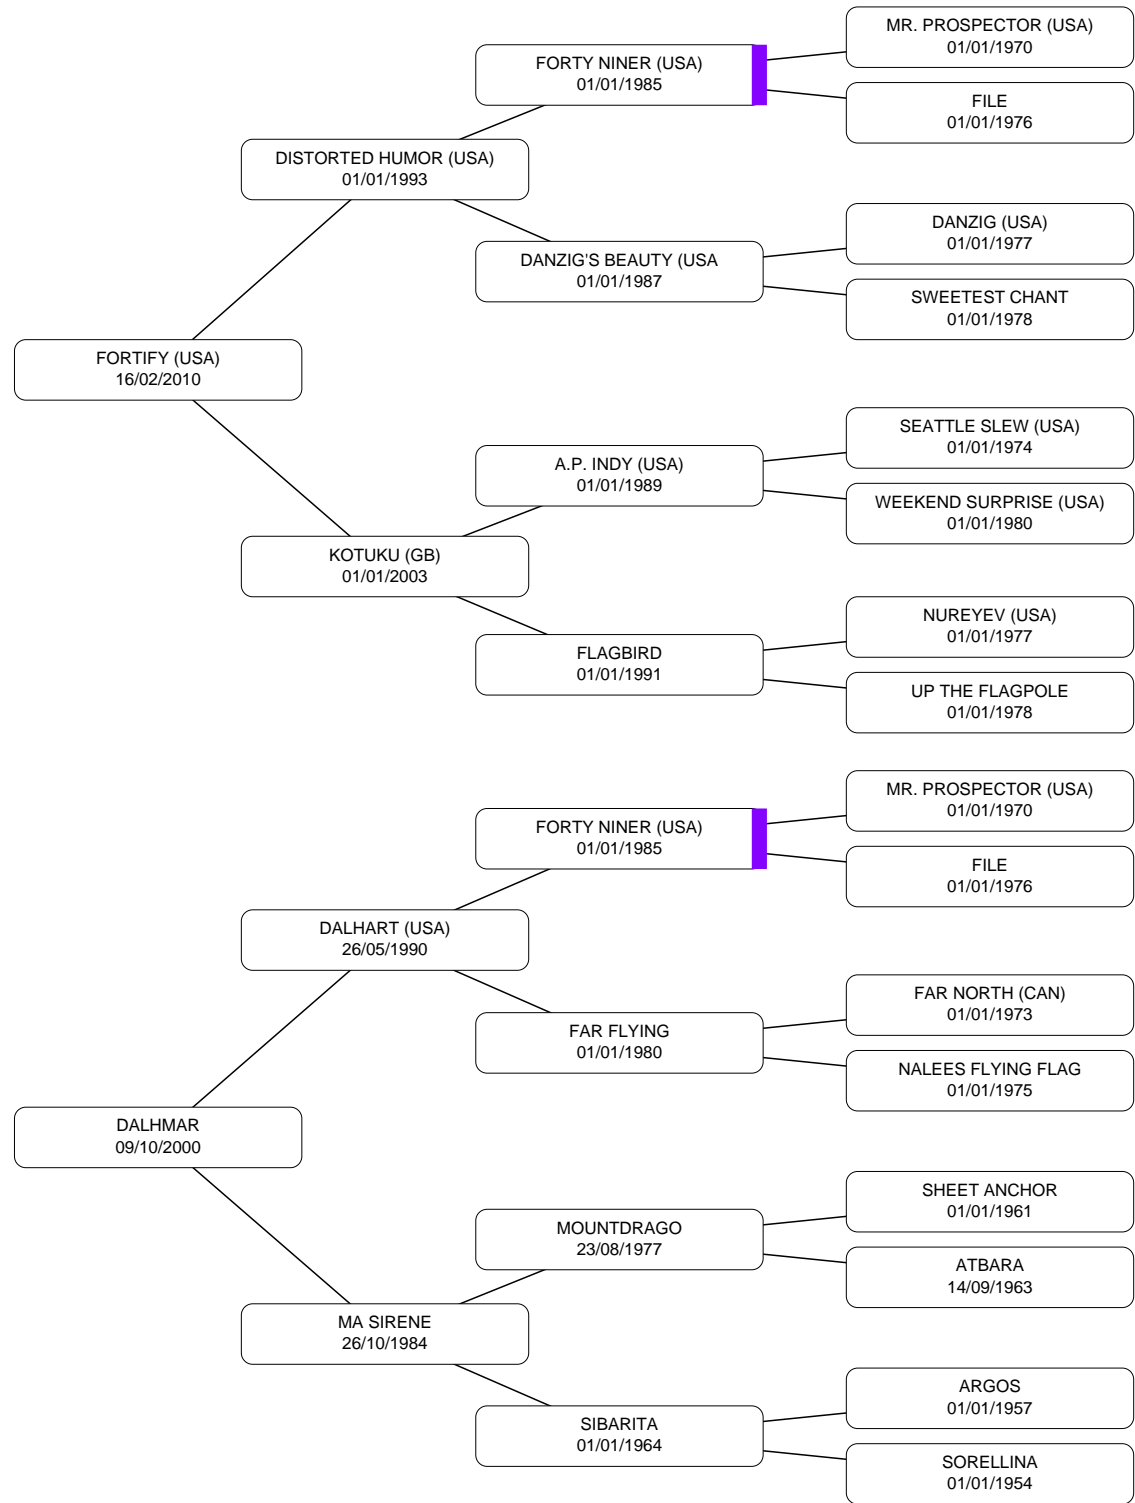 MR. PROSPECTOR (USA)
01/01/1970
FORTY NINER (USA)
01/01/1985
FILE
01/01/1976
DISTORTED HUMOR (USA)
01/01/1993
DANZIG (USA)
01/01/1977
DANZIG'S BEAUTY (USA
01/01/1987
SWEETEST CHANT
01/01/1978
FORTIFY (USA)
16/02/2010
SEATTLE SLEW (USA)
01/01/1974
A.P. INDY (USA)
01/01/1989
WEEKEND SURPRISE (USA)
01/01/1980
KOTUKU (GB)
01/01/2003
NUREYEV (USA)
01/01/1977
FLAGBIRD
01/01/1991
UP THE FLAGPOLE
01/01/1978
MR. PROSPECTOR (USA)
01/01/1970
FORTY NINER (USA)
01/01/1985
FILE
01/01/1976
DALHART (USA)
26/05/1990
FAR NORTH (CAN)
01/01/1973
FAR FLYING
01/01/1980
NALEES FLYING FLAG
01/01/1975
DALHMAR
09/10/2000
SHEET ANCHOR
01/01/1961
MOUNTDRAGO
23/08/1977
ATBARA
14/09/1963
MA SIRENE
26/10/1984
ARGOS
01/01/1957
SIBARITA
01/01/1964
SORELLINA
01/01/1954